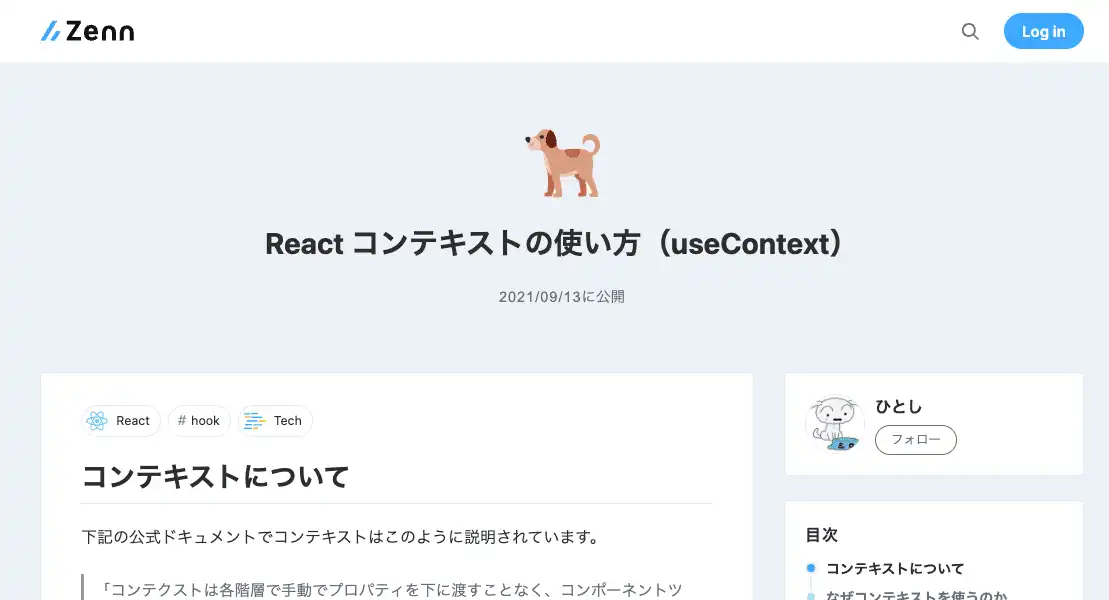 Zenn
Log in
React コンテキストの使い方（useContext）
2021/09/13に公開
React
# hook
Tech
コンテキストについて
下記の公式ドキュメントでコンテキストはこのように説明されています。
「コンテクストは各階層で手動でプロパティを下に渡すことなく、コンポーネントツ
ひとし
フォロー
目次
コンテキストについて
なぜコンテキストを使うのか